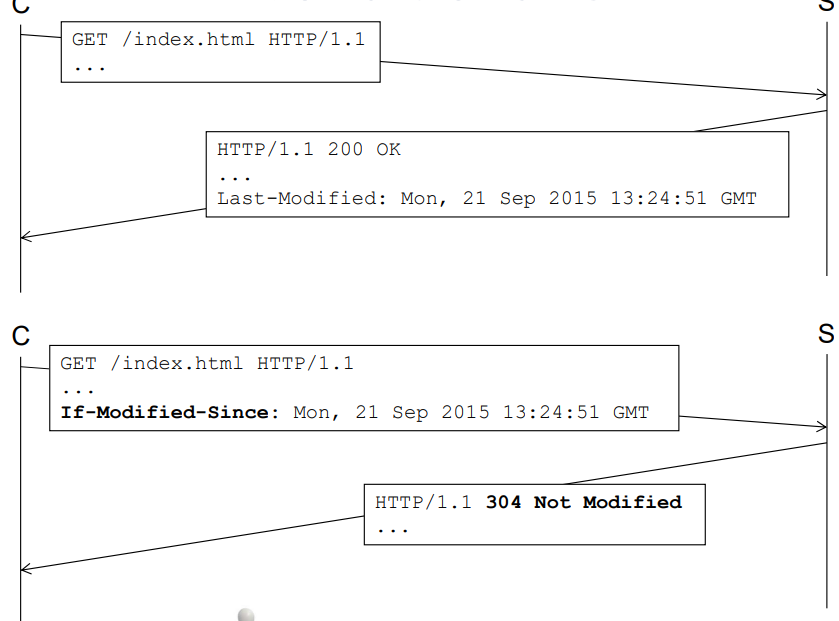 C
S
GET /index.html HTTP/1.1
...
HTTP/1.1 200 OK
...
Last-Modified: Mon, 21 Sep 2015 13:24:51 GMT
C
S
GET /index.html HTTP/1.1
...
If-Modified-Since: Mon, 21 Sep 2015 13:24:51 GMT
HTTP/1.1 304 Not Modified
...